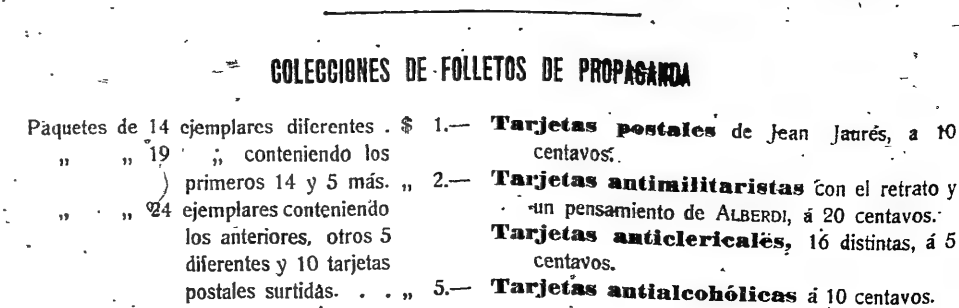 COLECCIONES DE FOLLETOS DE PROPAGANDA
Paquetes de 14 ejemplares diferentes . $ 1.—
„ „ 19 „ conteniendo los
primeros 14 y 5 más. „ 2.—
„ „ 24 ejemplares conteniendo
los anteriores, otros 5
diferentes y 10 tarjetas
postales surtidas. . . „ 5.—
Tarjetas postales de Jean Jaurés, a 10
centavos.
Tarjetas antimilitaristas con el retrato y
un pensamiento de ALBERDI, á 20 centavos.
Tarjetas anticlericales, 16 distintas, á 5
centavos.
Tarjetas antialcohólicas á 10 centavos.